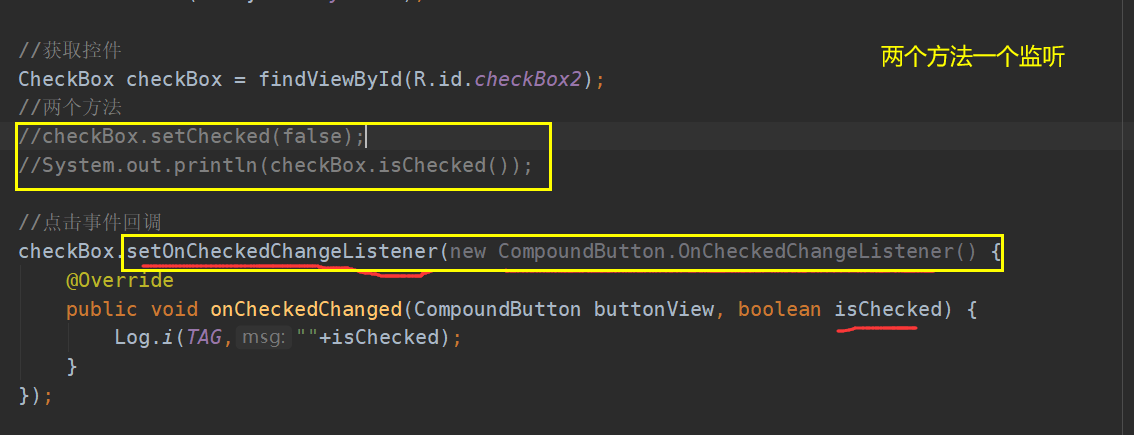 //获取控件
两个方法一个监听
CheckBox checkBox = findViewById(R.id.checkBox2);
//两个方法
//checkBox.setChecked(false);
//System.out.println(checkBox.isChecked());
//点击事件回调
checkBox.setOnCheckedChangeListener(new CompoundButton.OnCheckedChangeListener() {
@Override
public void onCheckedChanged(CompoundButton buttonView, boolean isChecked) {
Log.i(TAG, msg: ""+isChecked);
}
});